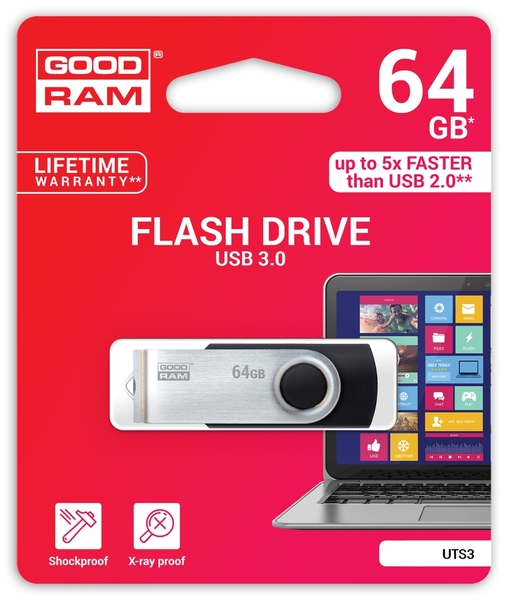 GOOD
RAM®
64
GB*
LIFETIME
WARRANTY**
up to 5x FASTER
than USB 2.0**
FLASH DRIVE
USB 3.0
GOOD
RAM
64GB
Shockproof
X-ray proof
UTS3